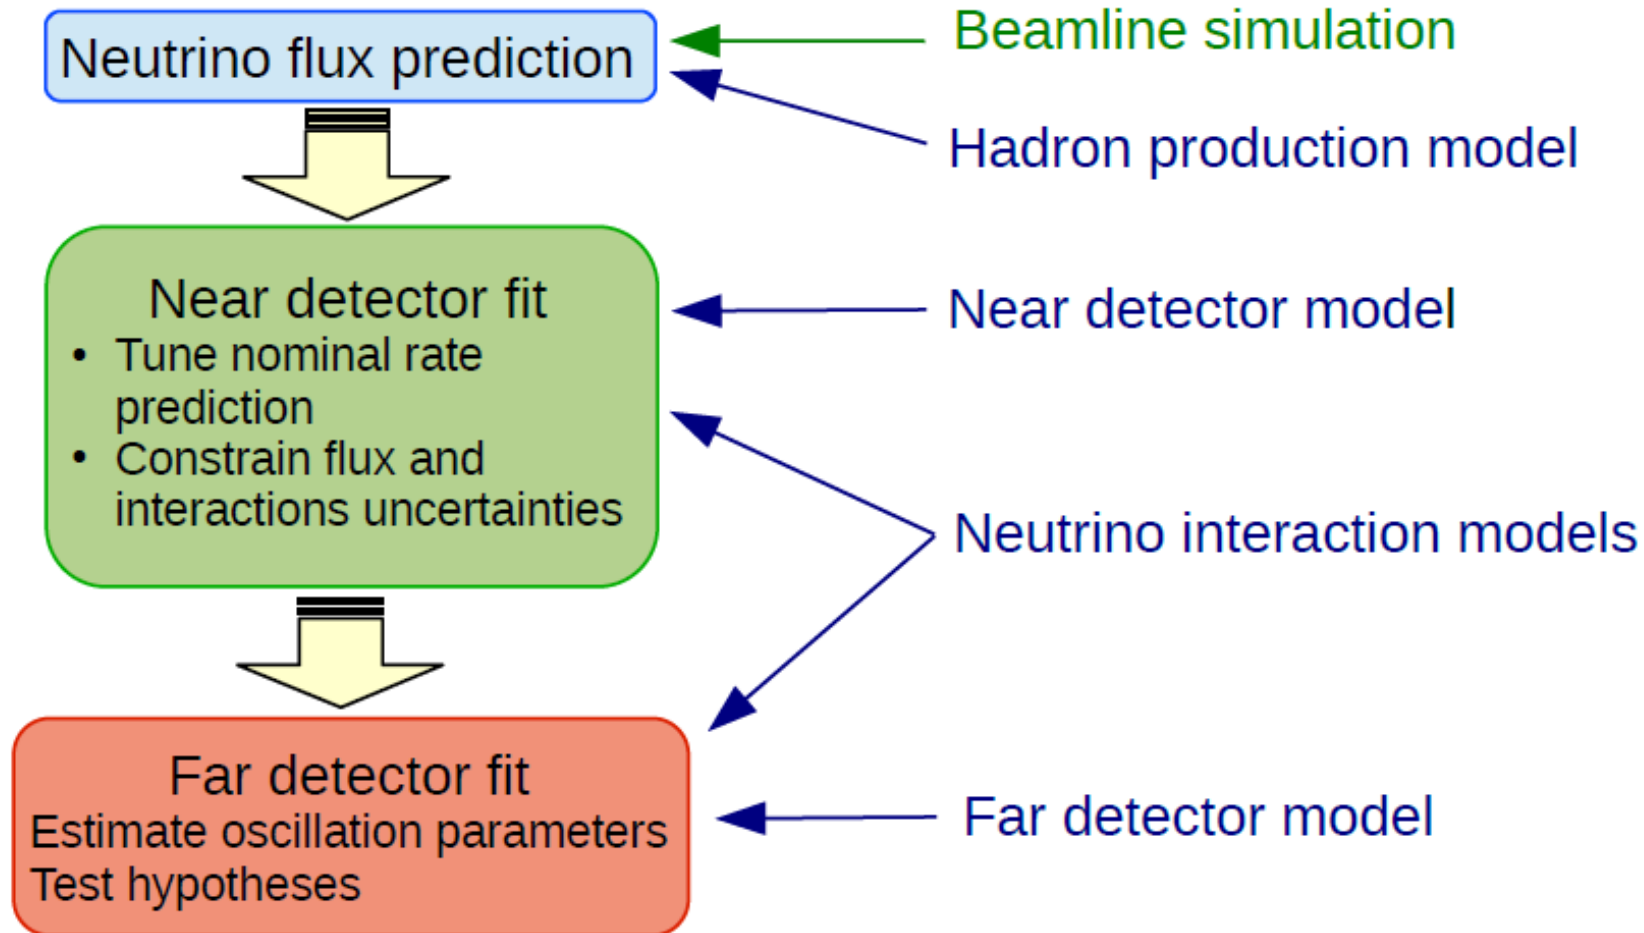 Neutrino flux prediction
Beamline simulation
Hadron production model
Near detector fit
• Tune nominal rate
prediction
• Constrain flux and
interactions uncertainties
Near detector model
Neutrino interaction models
Far detector fit
Estimate oscillation parameters
Test hypotheses
Far detector model